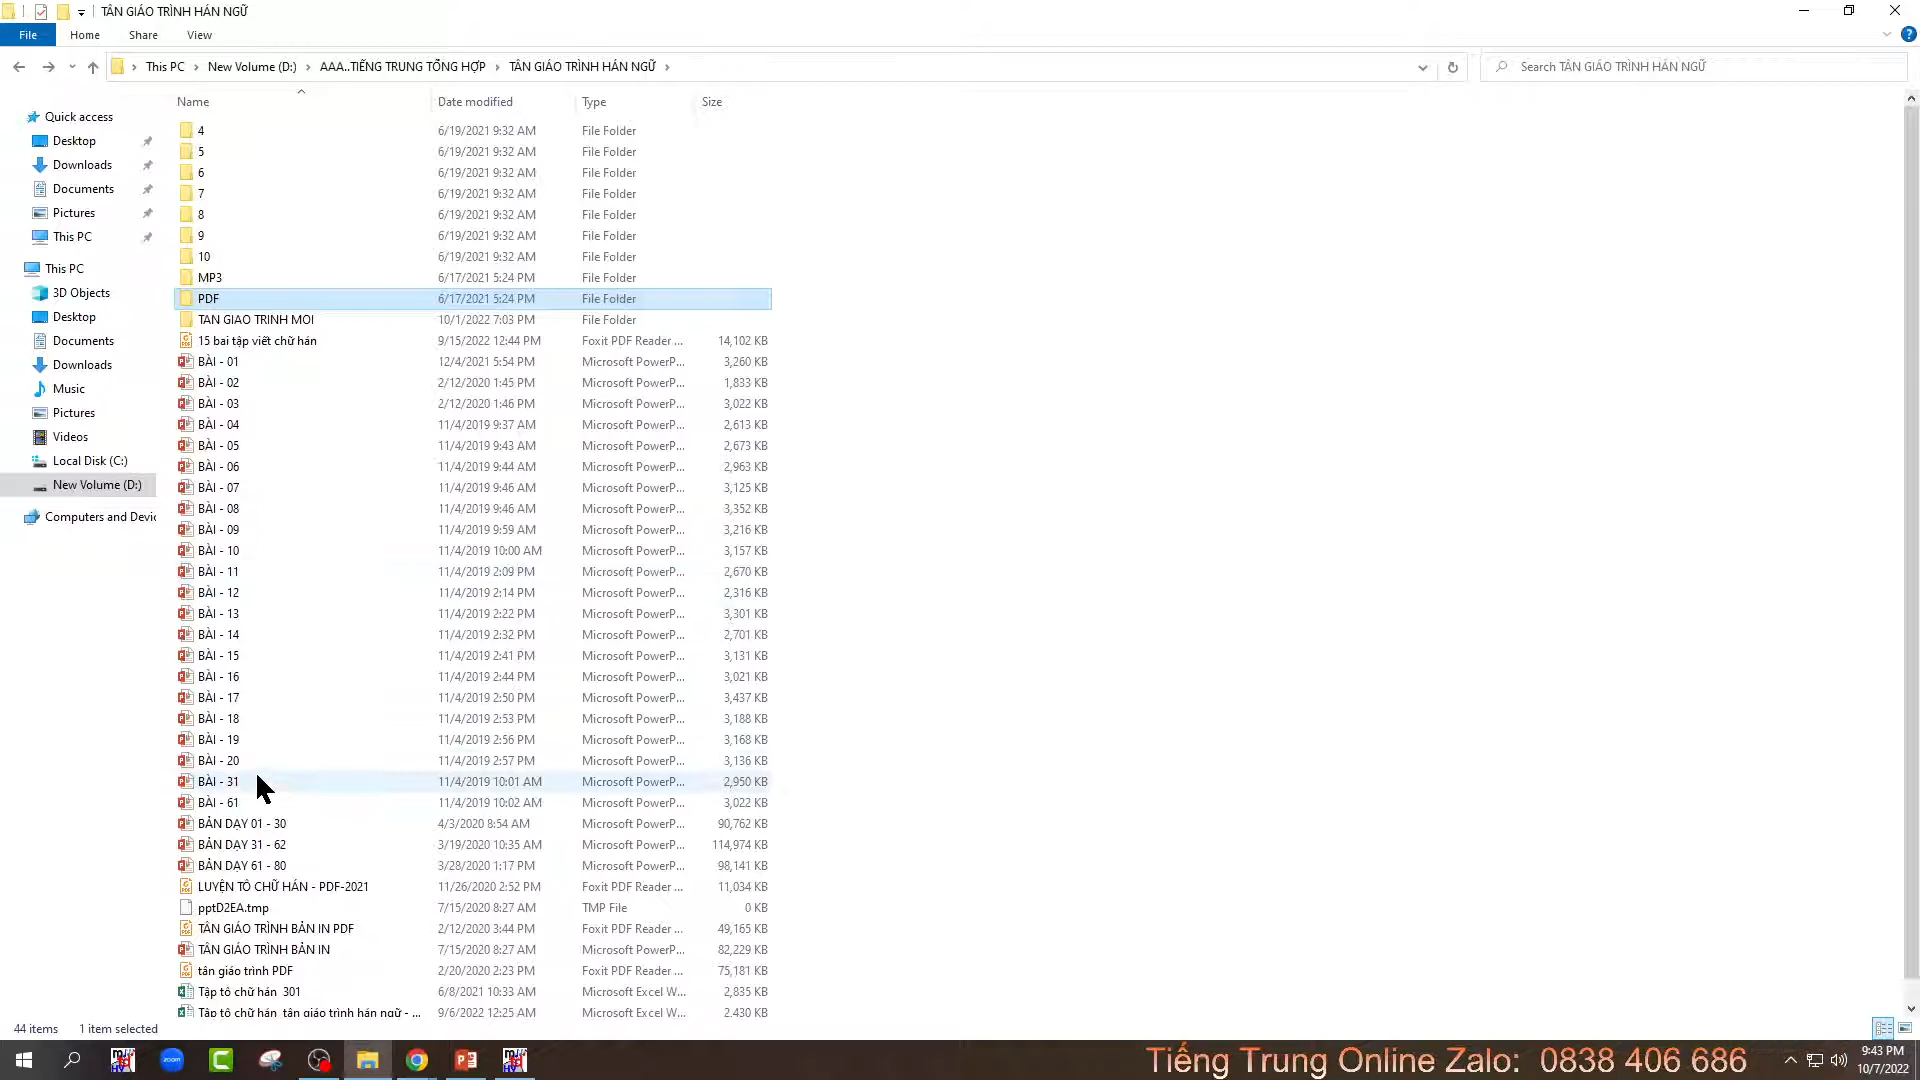 TÂN GIÁO TRÌNH HÁN NGỮ
File Home Share View
This PC New Volume (D:) AAA..TIẾNG TRUNG TỔNG HỢP TÂN GIÁO TRÌNH HÁN NGỮ Search TÂN GIÁO TRÌNH HÁN NGỮ
Quick access
Desktop
Downloads
Documents
Pictures
This PC
This PC
3D Objects
Desktop
Documents
Downloads
Music
Pictures
Videos
Local Disk (C:)
New Volume (D:)
Computers and Devic
Name Date modified Type Size
4 6/19/2021 9:32 AM File Folder
5 6/19/2021 9:32 AM File Folder
6 6/19/2021 9:32 AM File Folder
7 6/19/2021 9:32 AM File Folder
8 6/19/2021 9:32 AM File Folder
9 6/19/2021 9:32 AM File Folder
10 6/19/2021 9:32 AM File Folder
MP3 6/17/2021 5:24 PM File Folder
PDF 6/17/2021 5:24 PM File Folder
TAN GIAO TRINH MOI 10/1/2022 7:03 PM File Folder
15 bai tập viết chữ hán 9/15/2022 12:44 PM Foxit PDF Reader ... 14,102 KB
BÀI - 01 12/4/2021 5:54 PM Microsoft PowerP... 3,260 KB
BÀI - 02 2/12/2020 1:45 PM Microsoft PowerP... 1,833 KB
BÀI - 03 2/12/2020 1:46 PM Microsoft PowerP... 3,022 KB
BÀI - 04 11/4/2019 9:37 AM Microsoft PowerP... 2,613 KB
BÀI - 05 11/4/2019 9:43 AM Microsoft PowerP... 2,673 KB
BÀI - 06 11/4/2019 9:44 AM Microsoft PowerP... 2,963 KB
BÀI - 07 11/4/2019 9:46 AM Microsoft PowerP... 3,125 KB
BÀI - 08 11/4/2019 9:46 AM Microsoft PowerP... 3,352 KB
BÀI - 09 11/4/2019 9:59 AM Microsoft PowerP... 3,216 KB
BÀI - 10 11/4/2019 10:00 AM Microsoft PowerP... 3,157 KB
BÀI - 11 11/4/2019 2:09 PM Microsoft PowerP... 2,670 KB
BÀI - 12 11/4/2019 2:14 PM Microsoft PowerP... 2,316 KB
BÀI - 13 11/4/2019 2:22 PM Microsoft PowerP... 3,301 KB
BÀI - 14 11/4/2019 2:32 PM Microsoft PowerP... 2,701 KB
BÀI - 15 11/4/2019 2:41 PM Microsoft PowerP... 3,131 KB
BÀI - 16 11/4/2019 2:44 PM Microsoft PowerP... 3,021 KB
BÀI - 17 11/4/2019 2:50 PM Microsoft PowerP... 3,437 KB
BÀI - 18 11/4/2019 2:53 PM Microsoft PowerP... 3,188 KB
BÀI - 19 11/4/2019 2:56 PM Microsoft PowerP... 3,168 KB
BÀI - 20 11/4/2019 2:57 PM Microsoft PowerP... 3,136 KB
BÀI - 31 11/4/2019 10:01 AM Microsoft PowerP... 2,950 KB
BÀI - 61 11/4/2019 10:02 AM Microsoft PowerP... 3,022 KB
BẢN DẠY 01 - 30 4/3/2020 8:54 AM Microsoft PowerP... 90,762 KB
BẢN DẠY 31 - 62 3/19/2020 10:35 AM Microsoft PowerP... 114,974 KB
BẢN DẠY 61 - 80 3/28/2020 1:17 PM Microsoft PowerP... 98,141 KB
LUYỆN TÔ CHỮ HÁN - PDF-2021 11/26/2020 2:52 PM Foxit PDF Reader ... 11,034 KB
pptD2EA.tmp 7/15/2020 8:27 AM TMP File 0 KB
TÂN GIÁO TRÌNH BẢN IN PDF 2/12/2020 3:44 PM Foxit PDF Reader ... 49,165 KB
TÂN GIÁO TRÌNH BẢN IN 7/15/2020 8:27 AM Microsoft PowerP... 82,229 KB
tân giáo trình PDF 2/20/2020 2:23 PM Foxit PDF Reader ... 75,181 KB
Tập tô chữ hán 301 6/8/2021 10:33 AM Microsoft Excel W... 2,835 KB
Tập tô chữ hán tân giáo trình hán ngữ - ... 9/6/2022 12:25 AM Microsoft Excel W... 2,430 KB
44 items 1 item selected
zoom
Tiếng Trung Online Zalo: 0838 406 686
9:43 PM
10/7/2022